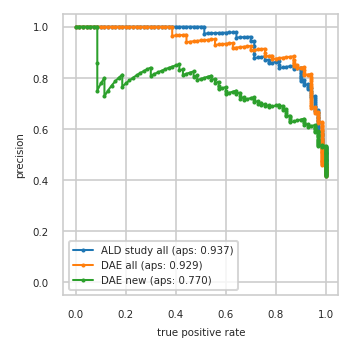 1.0
0.8
0.6
0.4
0.2
0.0
precision
ALD study all (aps: 0.937)
DAE all (aps: 0.929)
DAE new (aps: 0.770)
0.0 0.2 0.4 0.6 0.8 1.0
true positive rate